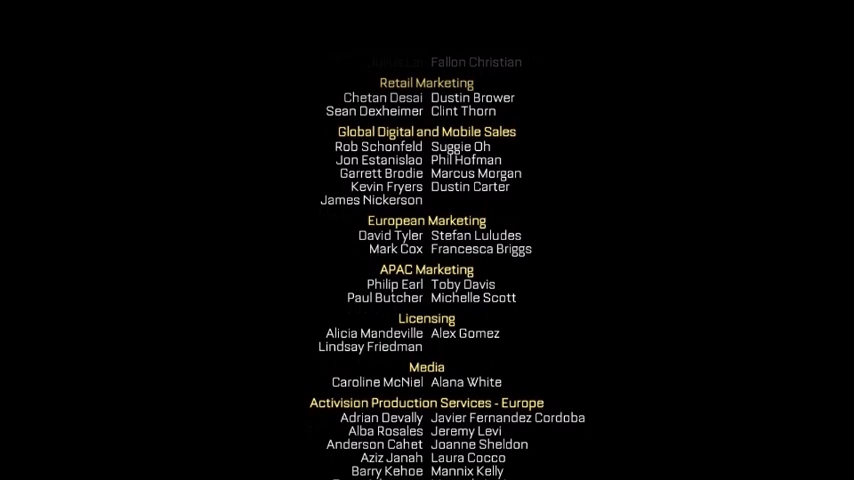 Fallon Christian
Retail Marketing
Chetan Desai Dustin Brower
Sean Dexheimer Clint Thorn
Global Digital and Mobile Sales
Rob Schonfeld Suggie Oh
Jon Estanislao Phil Hofman
Garrett Brodie Marcus Morgan
Kevin Fryers Dustin Carter
James Nickerson
European Marketing
David Tyler Stefan Luludes
Mark Cox Francesca Briggs
APAC Marketing
Philip Earl Toby Davis
Paul Butcher Michelle Scott
Licensing
Alicia Mandeville Alex Gomez
Lindsay Friedman
Media
Caroline McNiel Alana White
Activision Production Services - Europe
Adrian Devally Javier Fernandez Cordoba
Alba Rosales Jeremy Levi
Anderson Cahet Joanne Sheldon
Aziz Janah Laura Cocco
Barry Kehoe Mannix Kelly